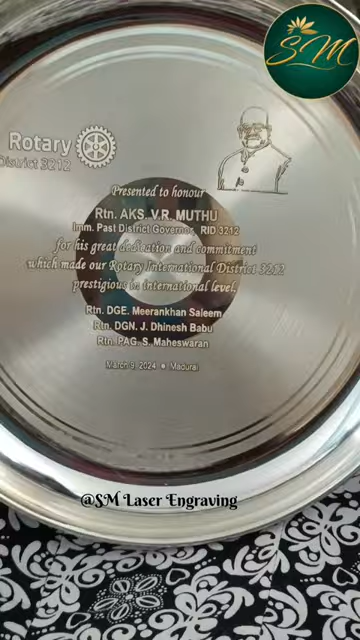 SM
Rotary
District 3212
Presented to honour
Rtn. AKS. V.R. MUTHU
Imm. Past District Governor, RID 3212
for his great dedication and commitment
which made our Rotary International District 3212
prestigious in international level.
Rtn. DGE. Meerankhan Saleem
Rtn. DGN. J. Dhinesh Babu
Rtn. PAG. S. Maheswaran
March 9, 2024 • Madurai
@SM Laser Engraving